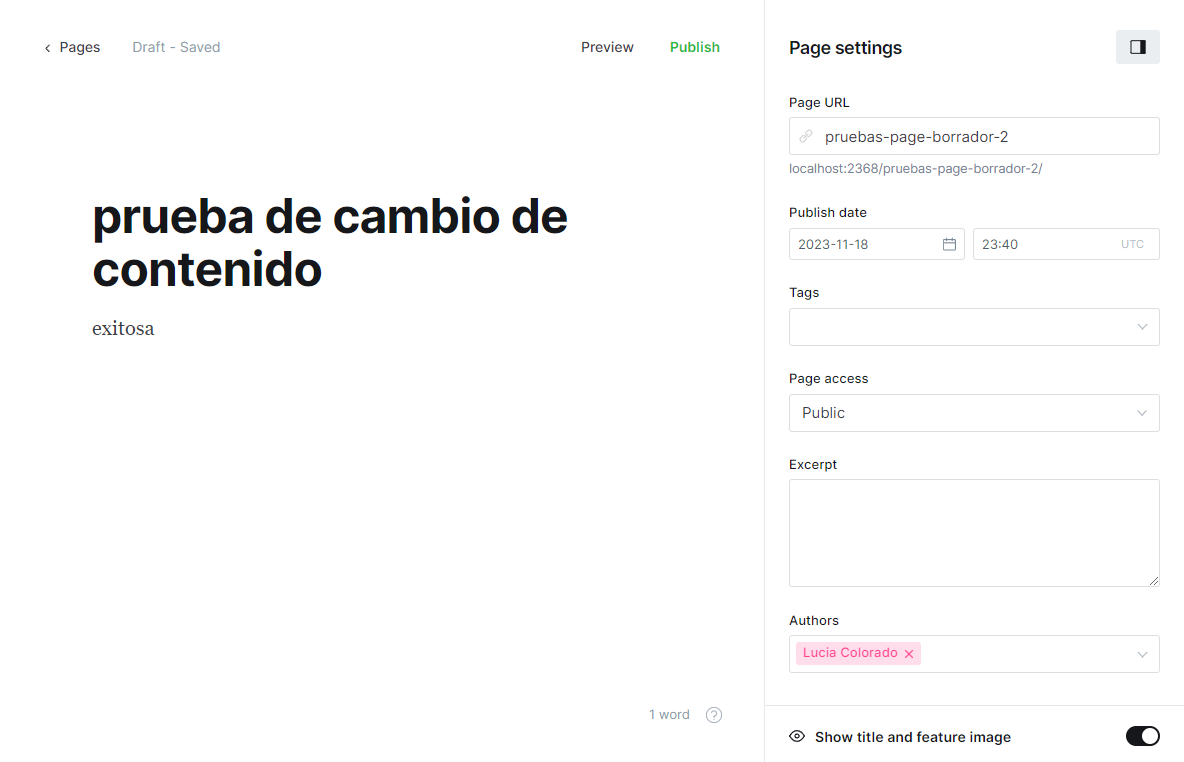 Pages
Draft - Saved
Preview
Publish
prueba de cambio de
contenido
exitosa
1 word
?
Page settings
Page URL
pruebas-page-borrador-2
localhost:2368/pruebas-page-borrador-2/
Publish date
2023-11-18
23:40 UTC
Tags
Page access
Public
Excerpt
Authors
Lucia Colorado ×
Show title and feature image